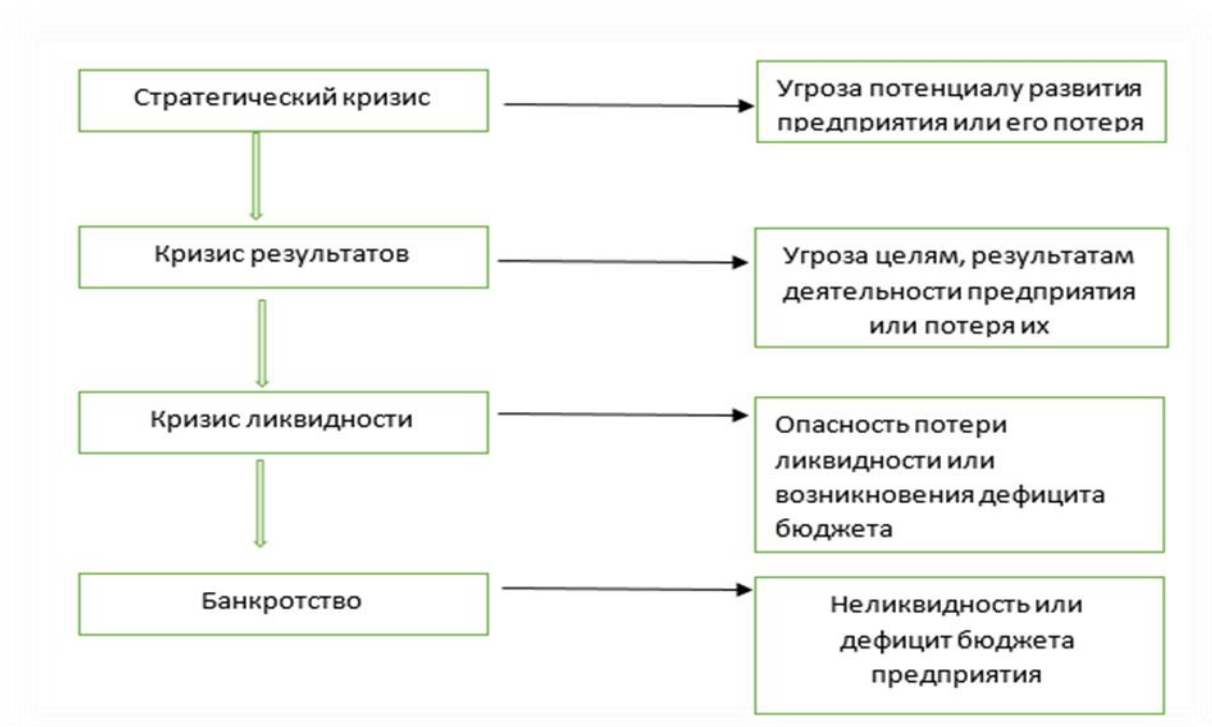 Стратегический кризис
Угроза потенциалу развития
предприятия или его потеря
Кризис результатов
Угроза целям, результатам
деятельности предприятия
или потеря их
Кризис ликвидности
Опасность потери
ликвидности или
возникновения дефицита
бюджета
Банкротство
Неликвидность или
дефицит бюджета
предприятия